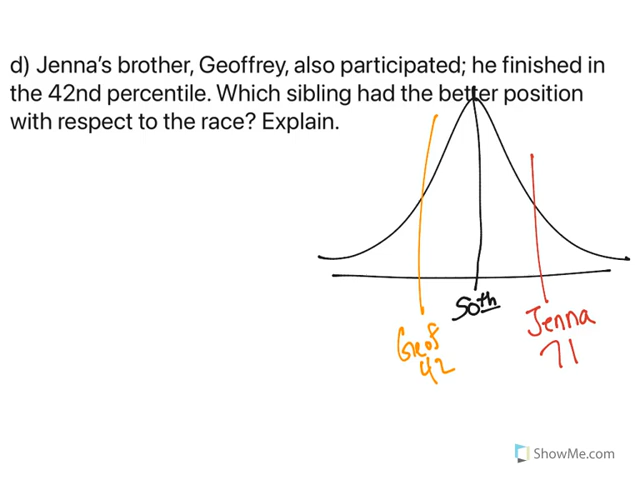 d) Jenna's brother, Geoffrey, also participated; he finished in
the 42nd percentile. Which sibling had the better position
with respect to the race? Explain.
50th
Jenna
71
Geof
42
ShowMe.com